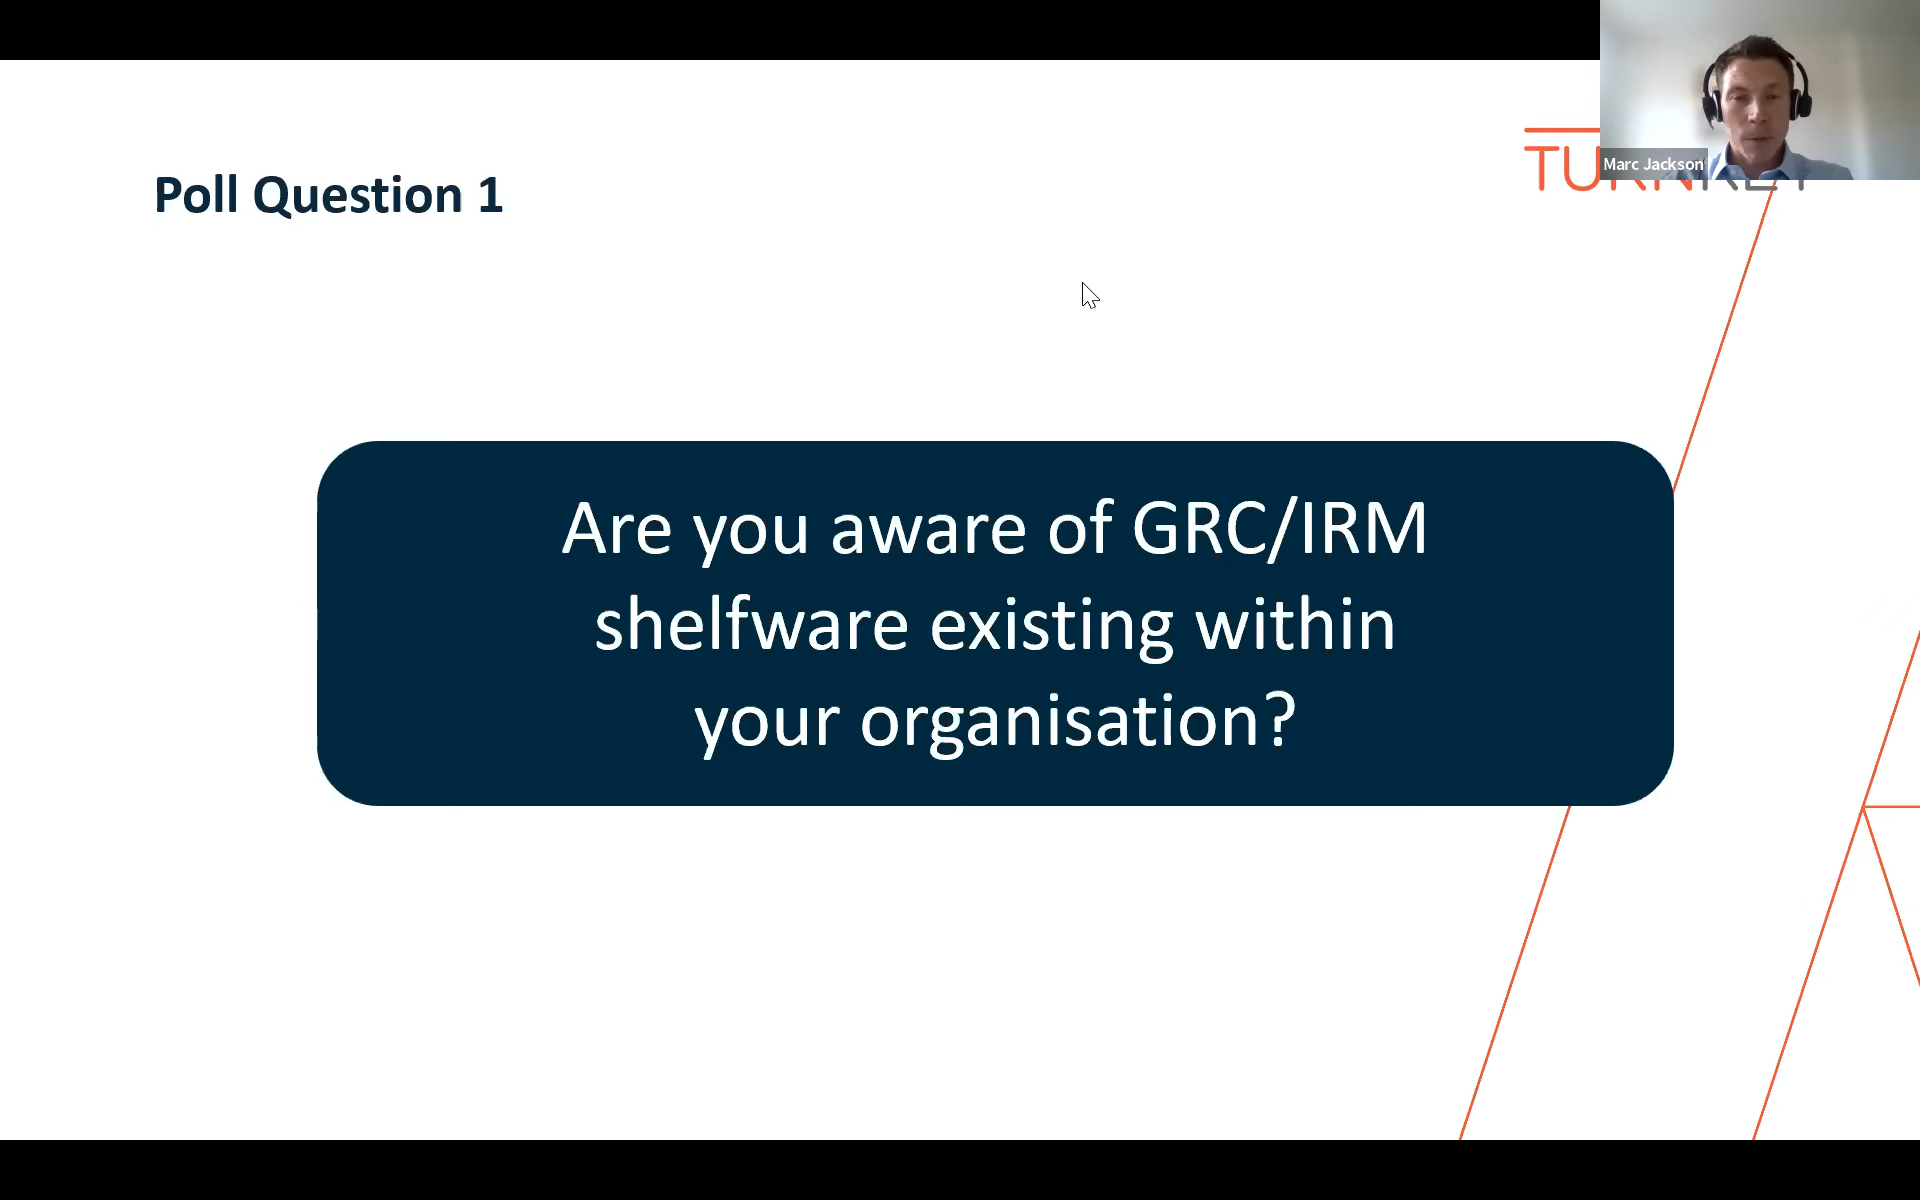 Poll Question 1
Marc Jackson
Are you aware of GRC/IRM
shelfware existing within
your organisation?